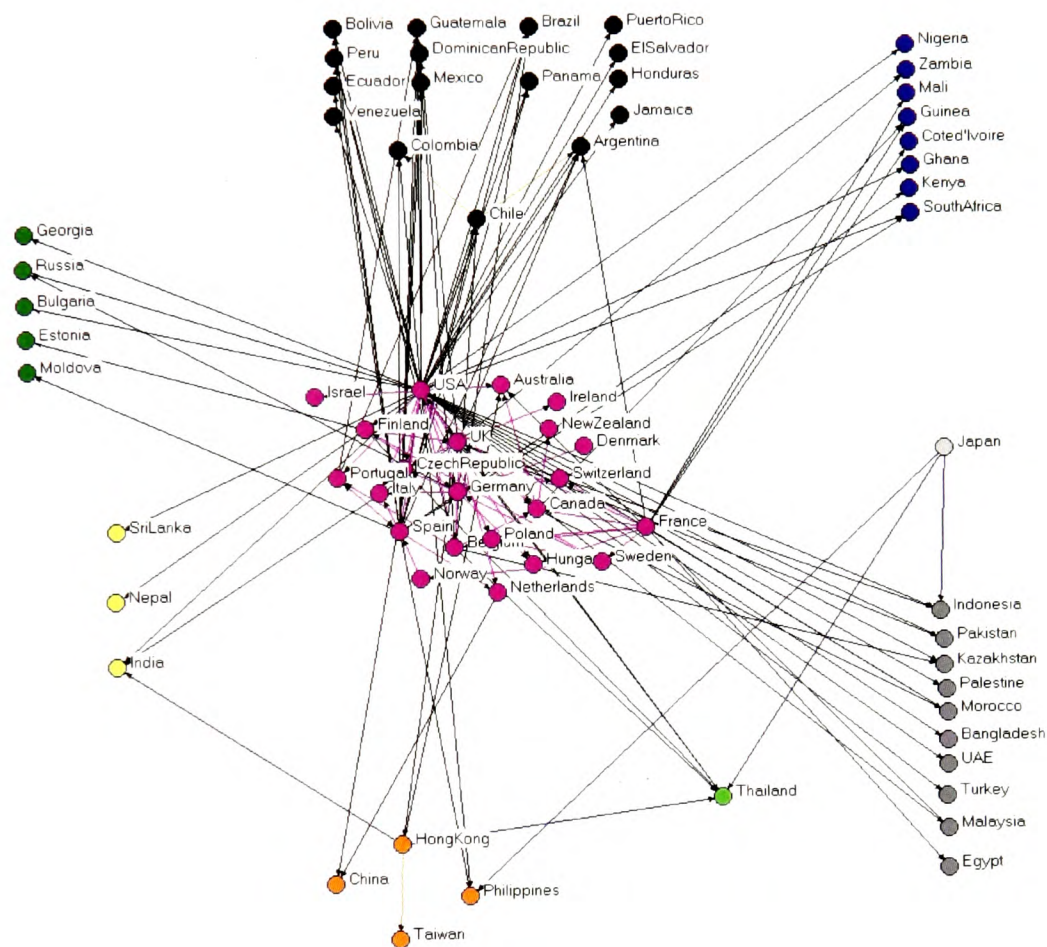 Bolivia
Guatemala
Brazil
PuertoRico
Peru
DominicanRepublic
ElSalvador
Ecuador
Mexico
Panama
Honduras
Venezuela
Jamaica
Colombia
Argentina
Chile
Nigeria
Zambia
Mali
Guinea
Coted'Ivoire
Ghana
Kenya
SouthAfrica
Georgia
Russia
Bulgaria
Estonia
Moldova
USA
Australia
Israel
Ireland
Finland
UK
NewZealand
Denmark
CzechRepublic
Portugal
Italy
Germany
Switzerland
Canada
Spain
Poland
France
Belgium
Hunga
Sweden
Norway
Netherlands
Japan
SriLanka
Nepal
India
Indonesia
Pakistan
Kazakhstan
Palestine
Morocco
Bangladesh
UAE
Turkey
Malaysia
Egypt
Thailand
HongKong
China
Philippines
Taiwan